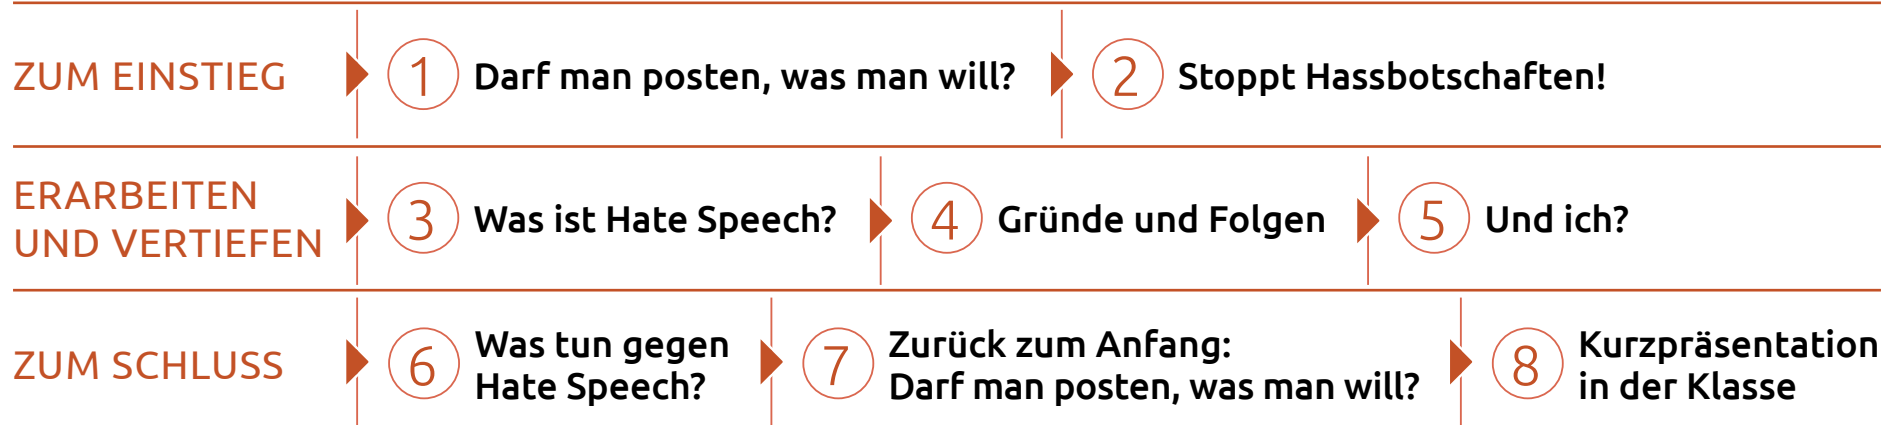 ZUM EINSTIEG
1 Darf man posten, was man will?
2 Stoppt Hassbotschaften!
ERARBEITEN
UND VERTIEFEN
3 Was ist Hate Speech?
4 Gründe und Folgen
5 Und ich?
ZUM SCHLUSS
6 Was tun gegen
Hate Speech?
7 Zurück zum Anfang:
Darf man posten, was man will?
8 Kurzpräsentation
in der Klasse